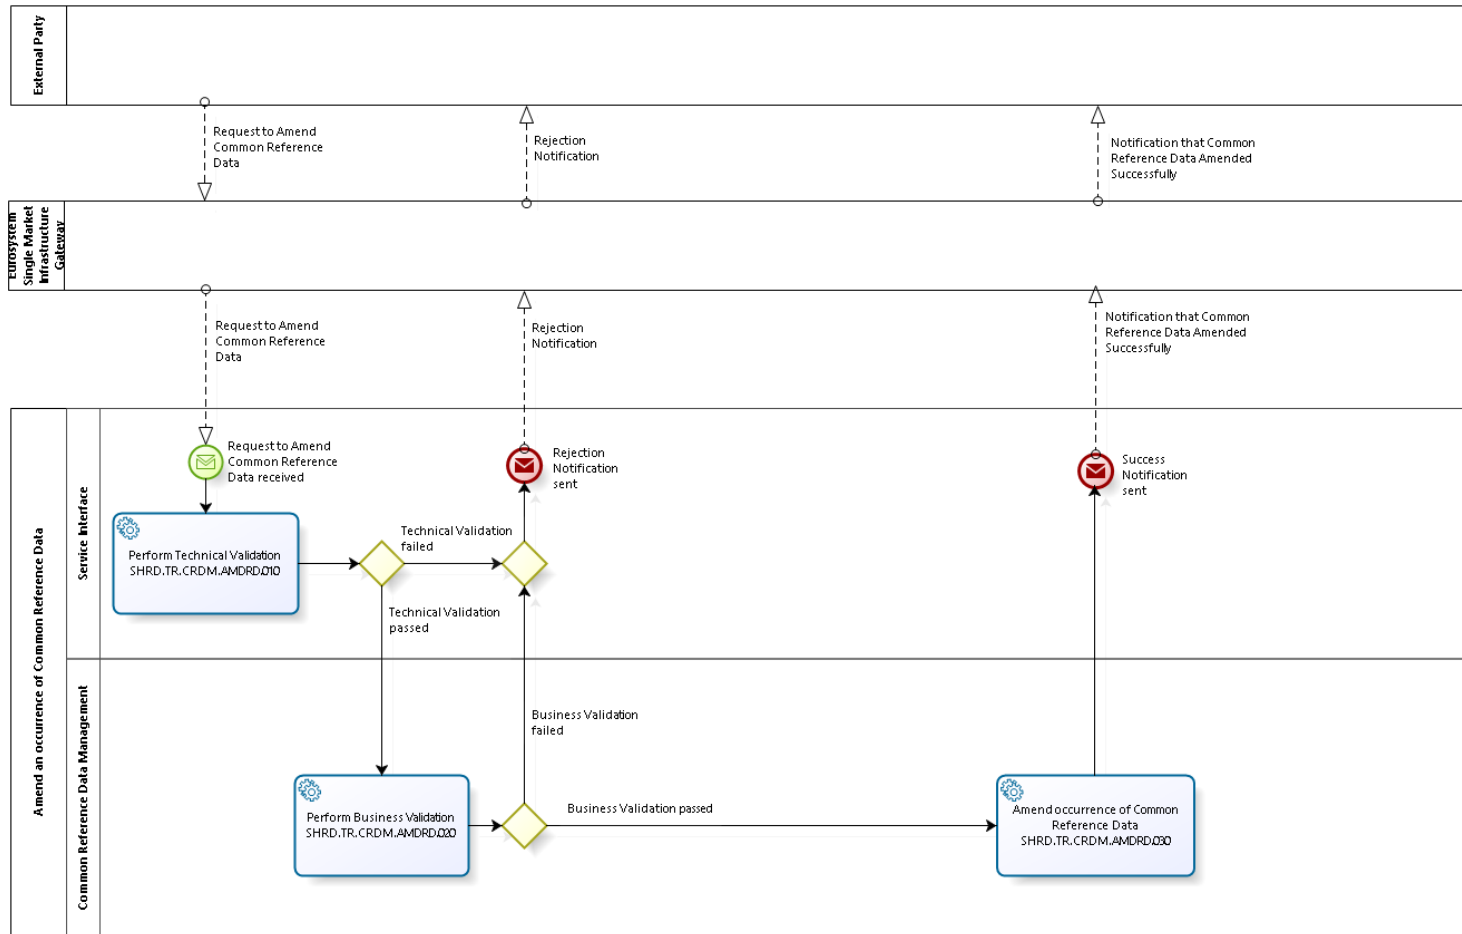 External Party
Request to Amend
Common Reference
Data
Rejection
Notification
Notification that Common
Reference Data Amended
Successfully
Eurosystem
Single Market
Infrastructure
Gateway
Request to Amend
Common Reference
Data
Rejection
Notification
Notification that Common
Reference Data Amended
Successfully
Amend an occurrence of Common Reference Data
Service Interface
Request to Amend
Common Reference
Data received
Rejection
Notification
sent
Success
Notification
sent
Perform Technical Validation
SHRD.TR.CRDM.AMDRD.010
Technical Validation
failed
Technical Validation
passed
Common Reference Data Management
Business Validation
failed
Perform Business Validation
SHRD.TR.CRDM.AMDRD.020
Business Validation passed
Amend occurrence of Common
Reference Data
SHRD.TR.CRDM.AMDRD.030